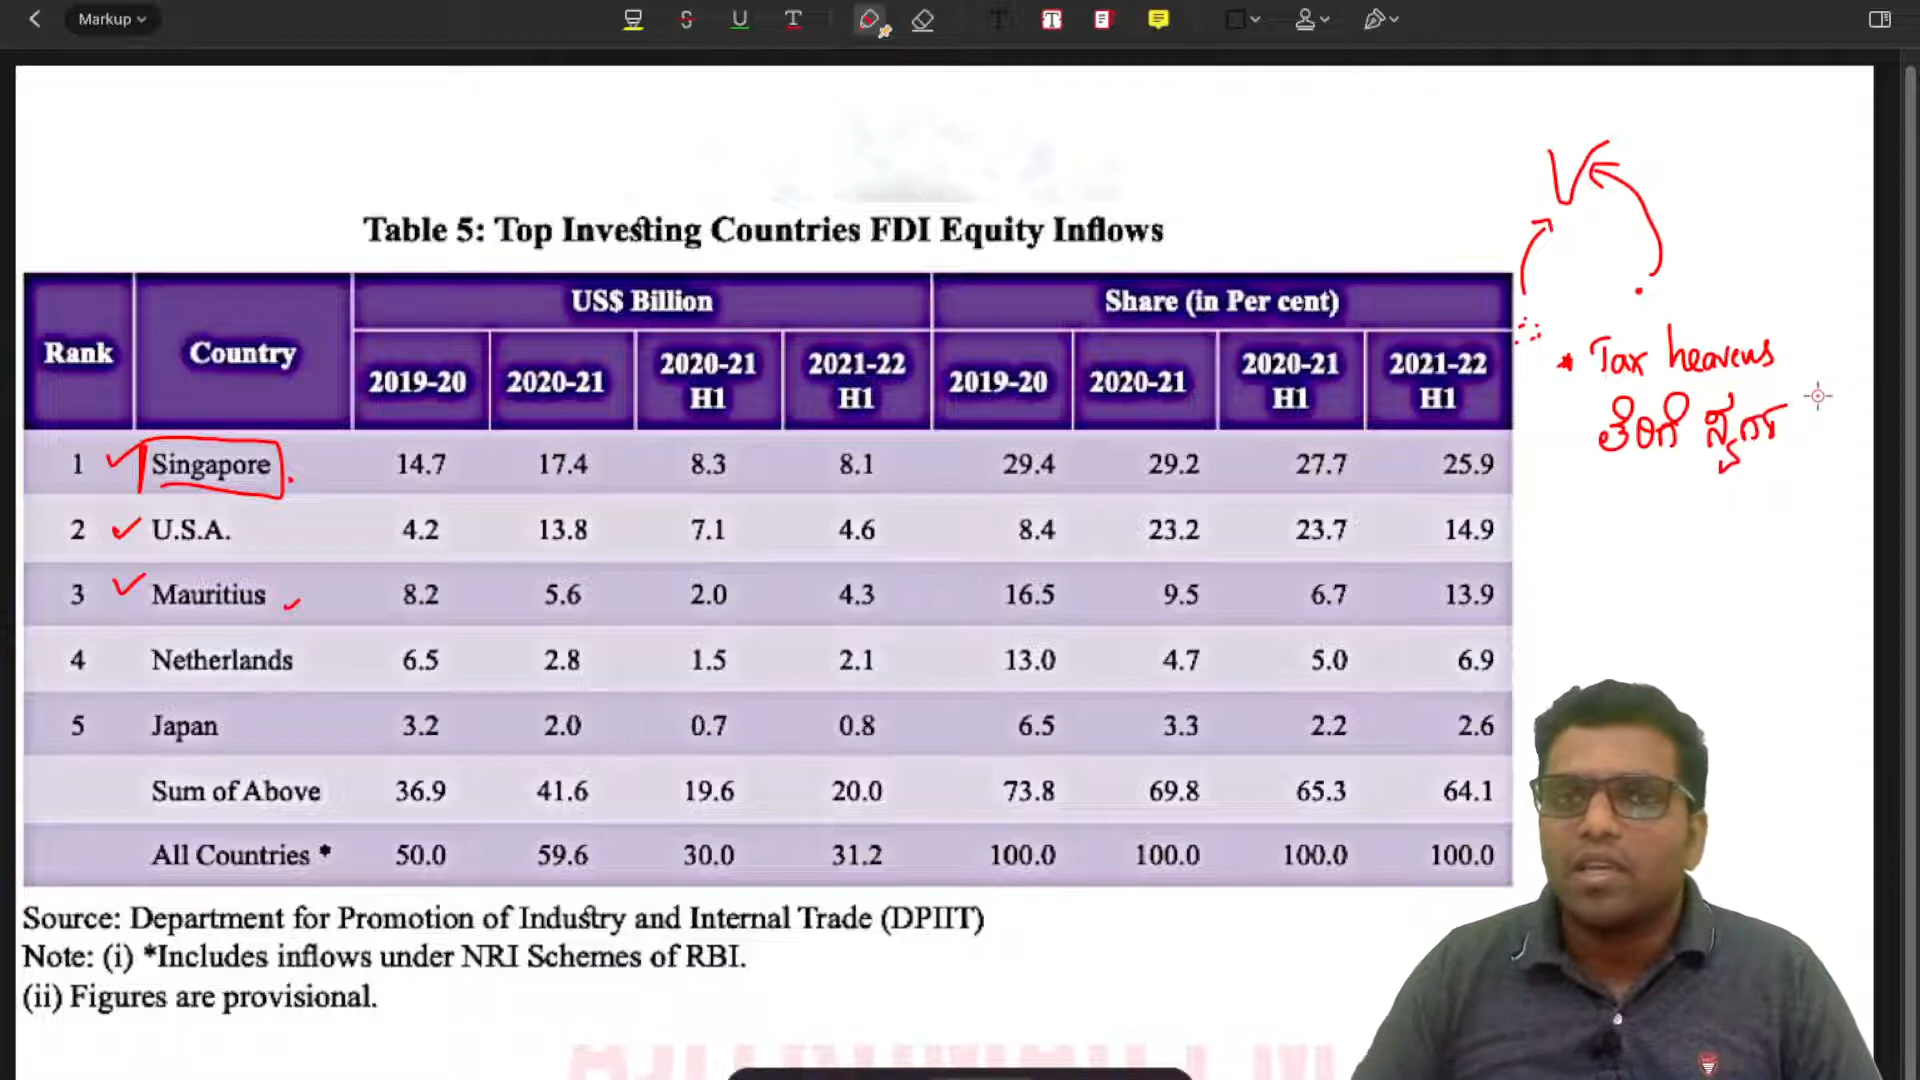 Markup
Table 5: Top Investing Countries FDI Equity Inflows
Rank Country US$ Billion Share (in Per cent)
2019-20 2020-21 2020-21 H1 2021-22 H1 2019-20 2020-21 2020-21 H1 2021-22 H1
1 Singapore 14.7 17.4 8.3 8.1 29.4 29.2 27.7 25.9
2 U.S.A. 4.2 13.8 7.1 4.6 8.4 23.2 23.7 14.9
3 Mauritius 8.2 5.6 2.0 4.3 16.5 9.5 6.7 13.9
4 Netherlands 6.5 2.8 1.5 2.1 13.0 4.7 5.0 6.9
5 Japan 3.2 2.0 0.7 0.8 6.5 3.3 2.2 2.6
Sum of Above 36.9 41.6 19.6 20.0 73.8 69.8 65.3 64.1
All Countries * 50.0 59.6 30.0 31.2 100.0 100.0 100.0 100.0
Source: Department for Promotion of Industry and Internal Trade (DPIIT)
Note: (i) *Includes inflows under NRI Schemes of RBI.
(ii) Figures are provisional.
Tax heavens
ತೆರಿಗೆ ಸ್ವರ್ಗ